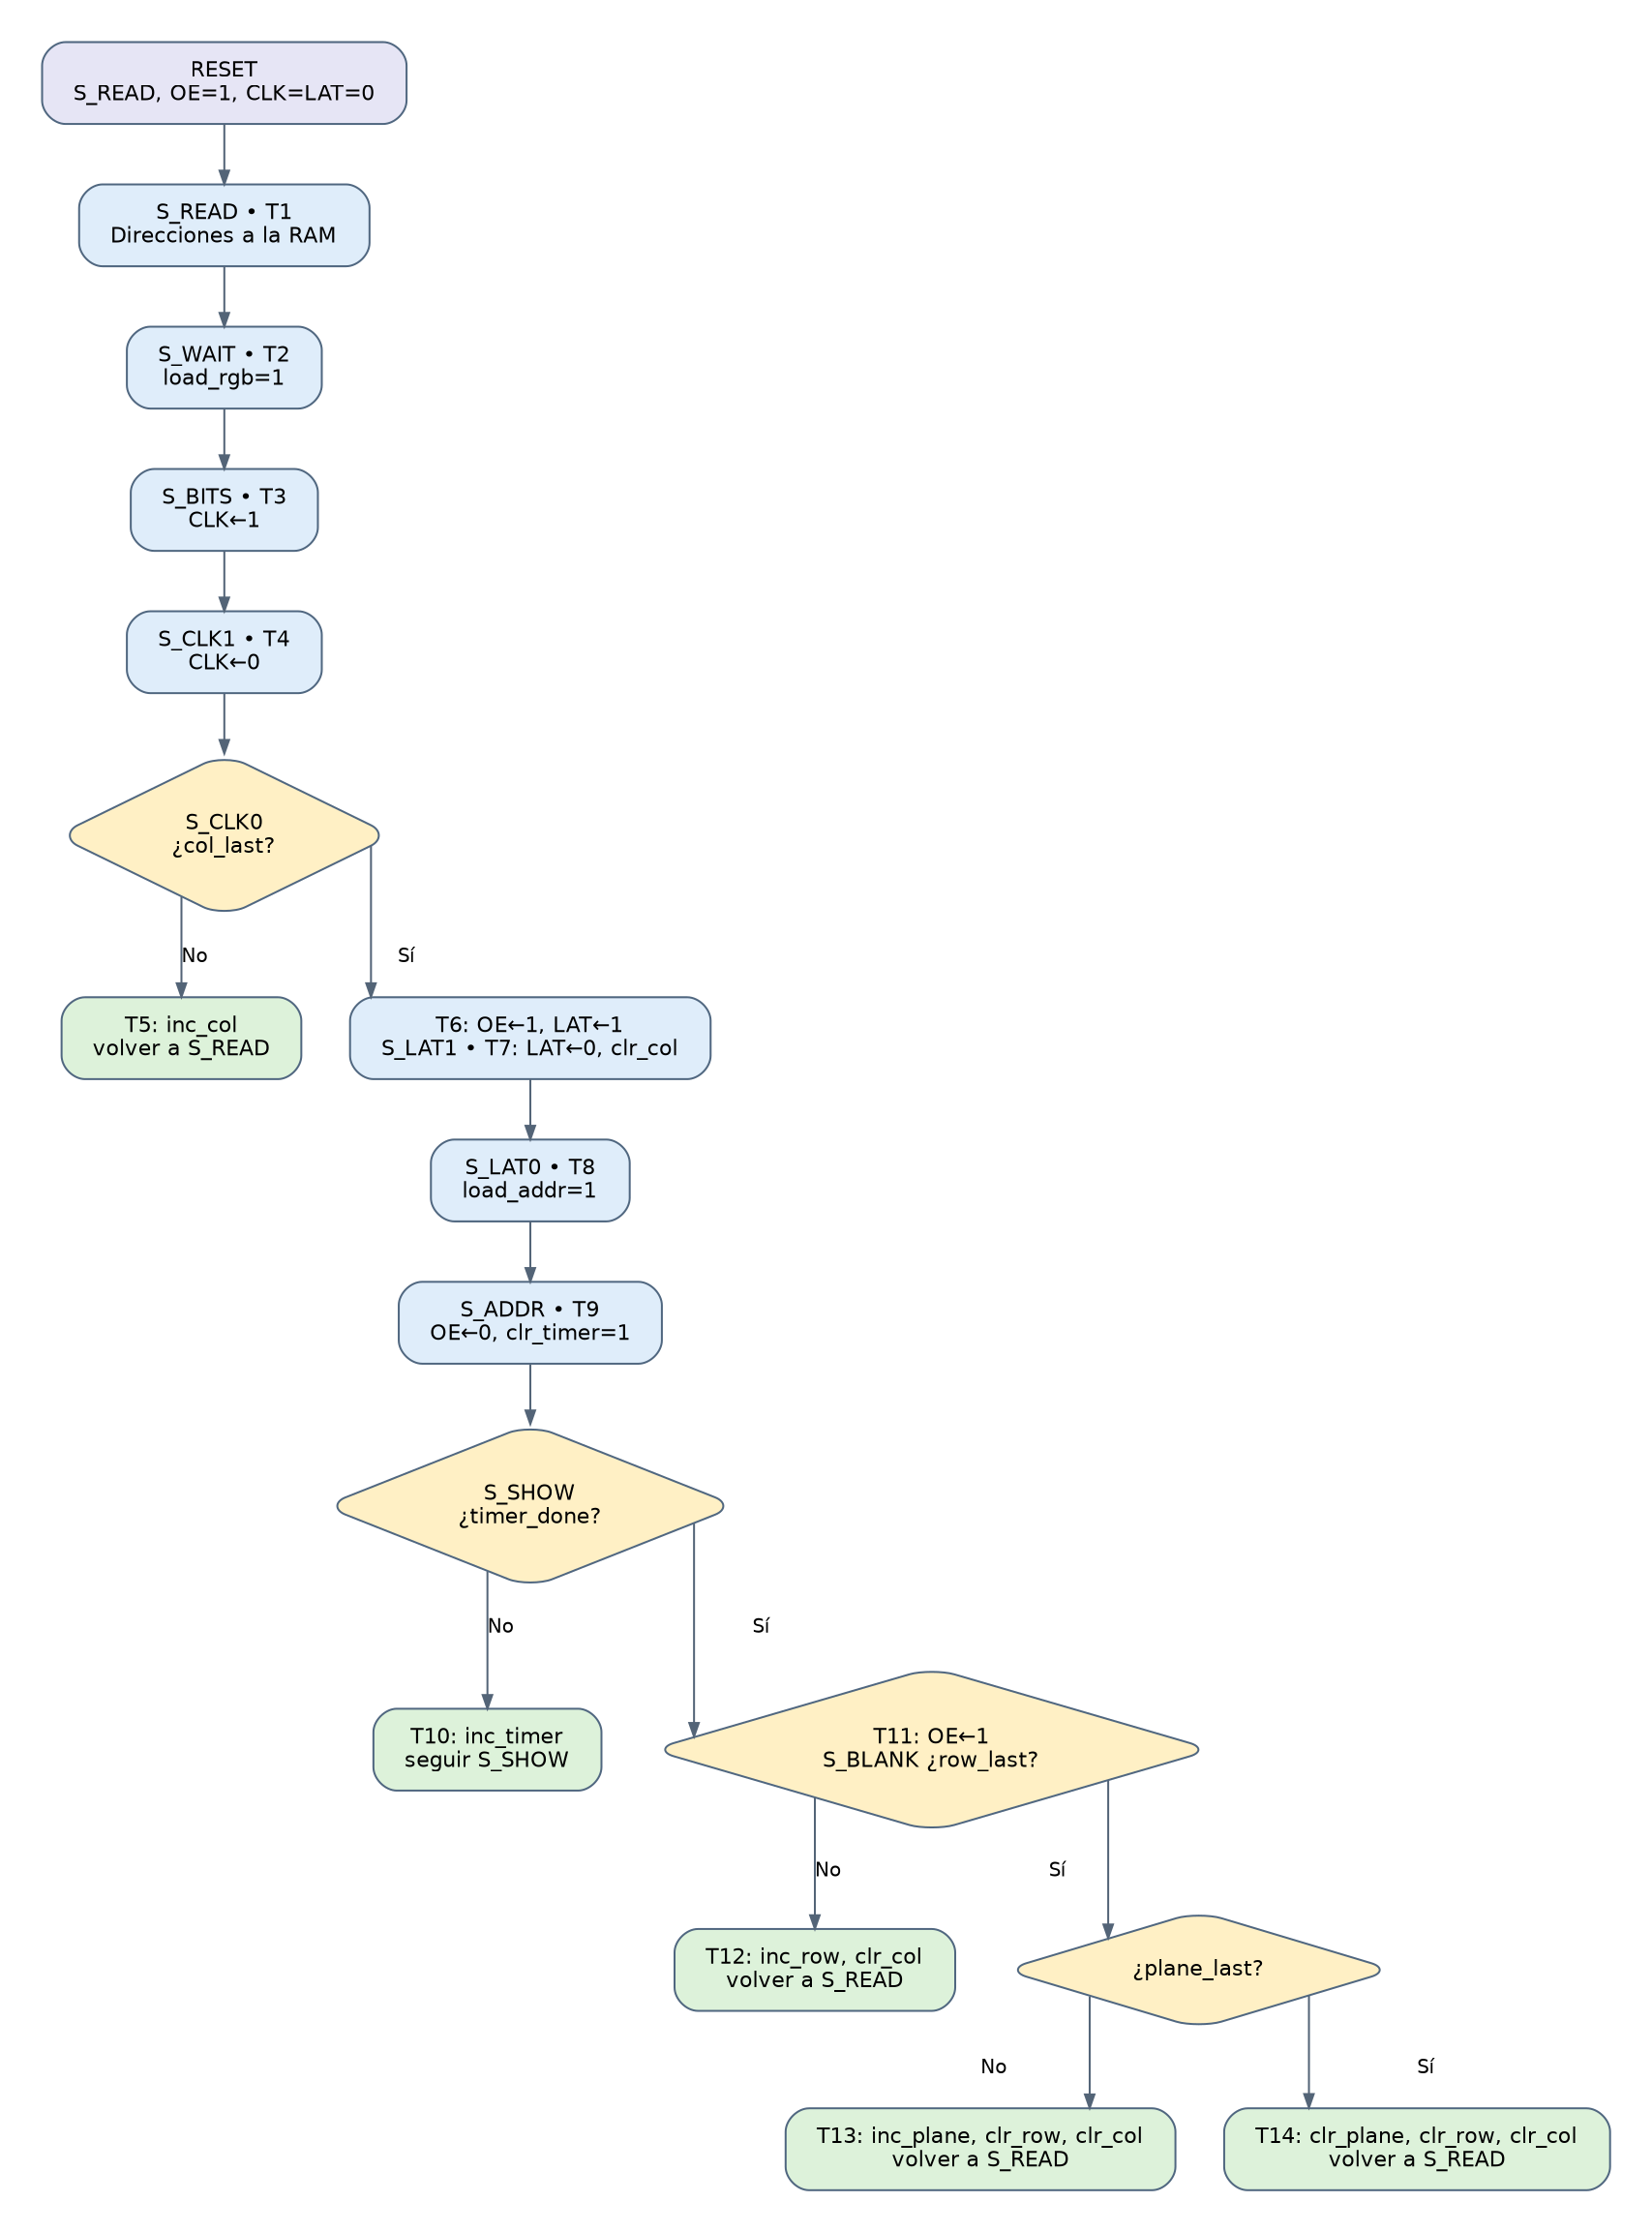 RESET
S_READ, OE=1, CLK=LAT=0
S_READ • T1
Direcciones a la RAM
S_WAIT • T2
load_rgb=1
S_BITS • T3
CLK←1
S_CLK1 • T4
CLK←0
S_CLK0
¿col_last?
No
Sí
T5: inc_col
volver a S_READ
T6: OE←1, LAT←1
S_LAT1 • T7: LAT←0, clr_col
S_LAT0 • T8
load_addr=1
S_ADDR • T9
OE←0, clr_timer=1
S_SHOW
¿timer_done?
No
Sí
T10: inc_timer
seguir S_SHOW
T11: OE←1
S_BLANK ¿row_last?
No
Sí
T12: inc_row, clr_col
volver a S_READ
¿plane_last?
No
Sí
T13: inc_plane, clr_row, clr_col
volver a S_READ
T14: clr_plane, clr_row, clr_col
volver a S_READ